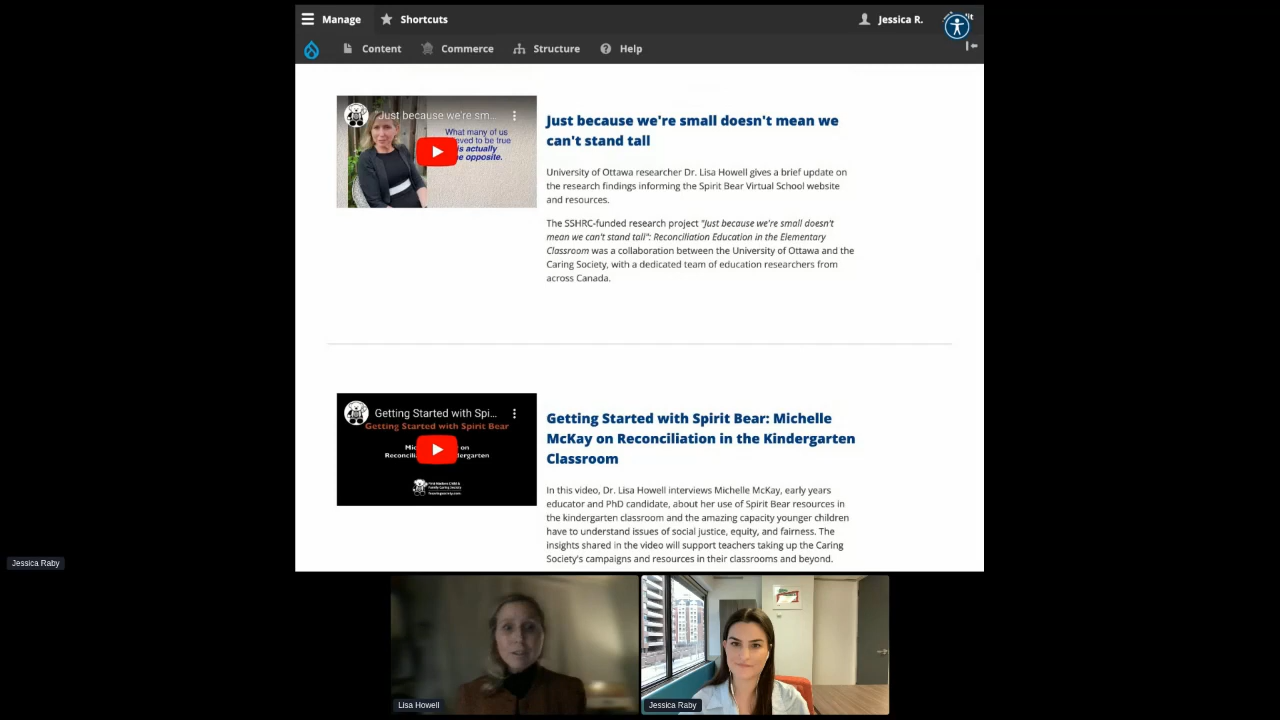 Manage
Shortcuts
Jessica R.
Content
Commerce
Structure
Help
"Just because we're sm...
What many of us
to be true
is actually
opposite.
Just because we're small doesn't mean we
can't stand tall
University of Ottawa researcher Dr. Lisa Howell gives a brief update on
the research findings informing the Spirit Bear Virtual School website
and resources.
The SSHRC-funded research project "Just because we're small doesn't
mean we can't stand tall": Reconciliation Education in the Elementary
Classroom was a collaboration between the University of Ottawa and the
Caring Society, with a dedicated team of education researchers from
across Canada.
Getting Started with Spi...
Getting Started with Spirit Bear
on
Getting Started with Spirit Bear: Michelle
McKay on Reconciliation in the Kindergarten
Classroom
In this video, Dr. Lisa Howell interviews Michelle McKay, early years
educator and PhD candidate, about her use of Spirit Bear resources in
the kindergarten classroom and the amazing capacity younger children
have to understand issues of social justice, equity, and fairness. The
insights shared in the video will support teachers taking up the Caring
Society's campaigns and resources in their classrooms and beyond.
Jessica Raby
Lisa Howell
Jessica Raby